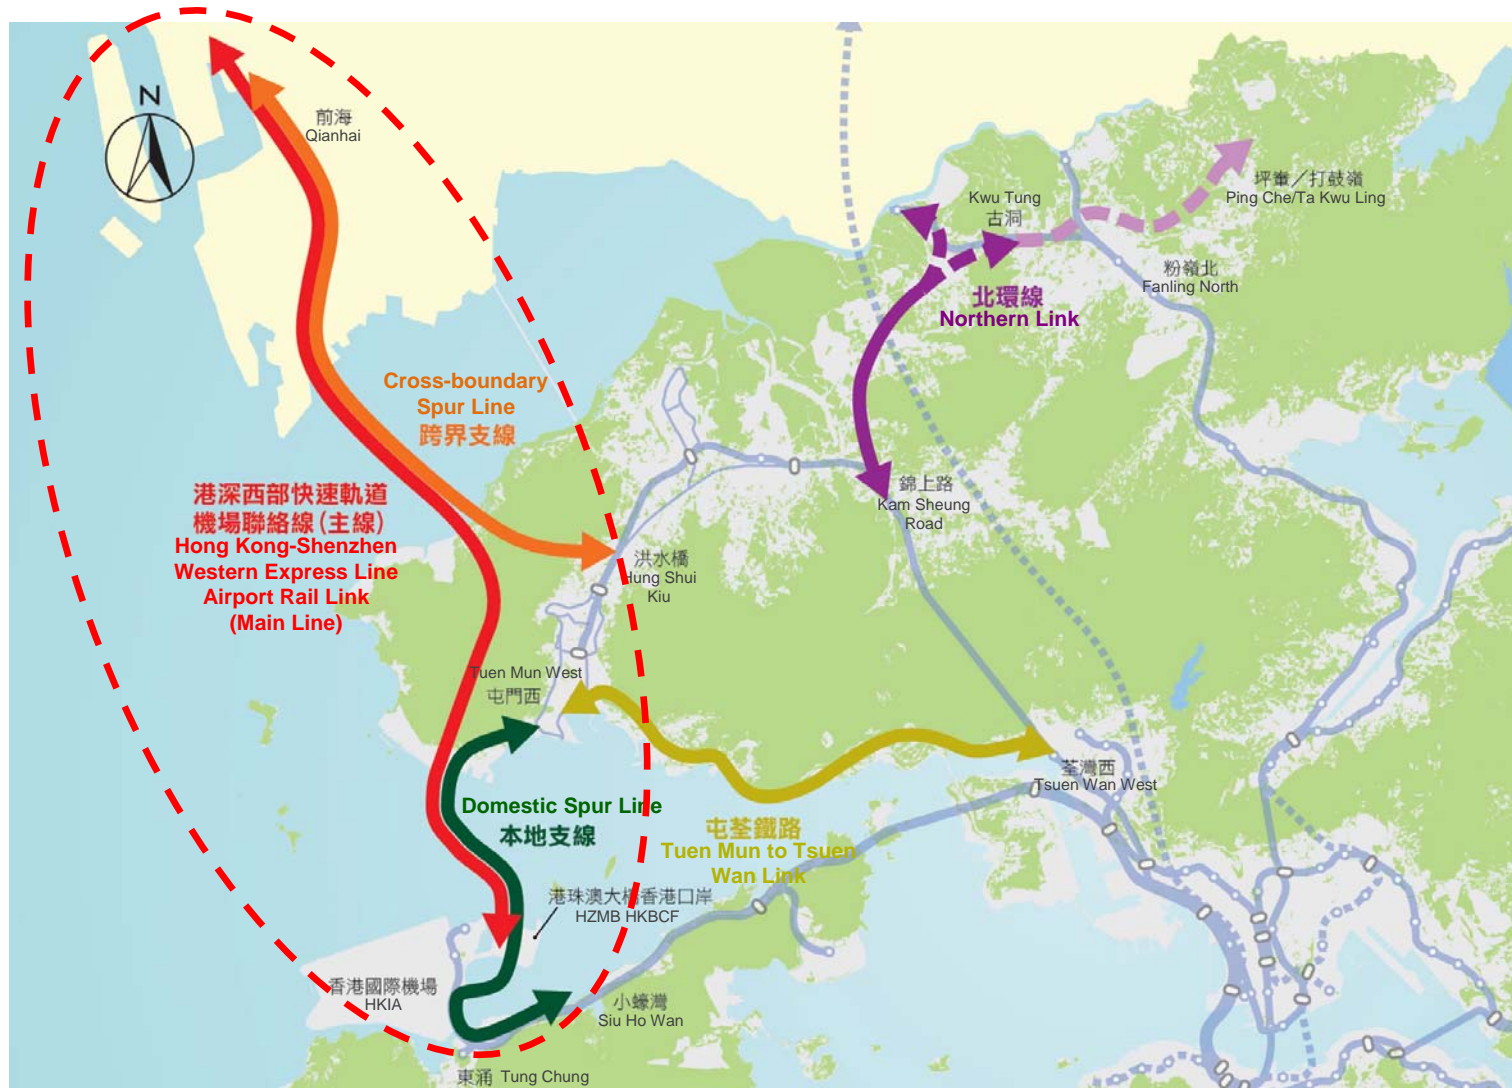 N
前海
Qianhai
Kwu Tung
古洞
坪輋／打鼓嶺
Ping Che/Ta Kwu Ling
粉嶺北
Fanling North
北環線
Northern Link
Cross-boundary
Spur Line
跨界支線
港深西部快速軌道
機場聯絡線(主線)
Hong Kong-Shenzhen
Western Express Line
Airport Rail Link
(Main Line)
錦上路
Kam Sheung
Road
洪水橋
Hung Shui
Kiu
Tuen Mun West
屯門西
荃灣西
Tsuen Wan West
Domestic Spur Line
本地支線
屯荃鐵路
Tuen Mun to Tsuen
Wan Link
港珠澳大橋香港口岸
HZMB HKBCF
香港國際機場
HKIA
小蠔灣
Siu Ho Wan
東涌 Tung Chung